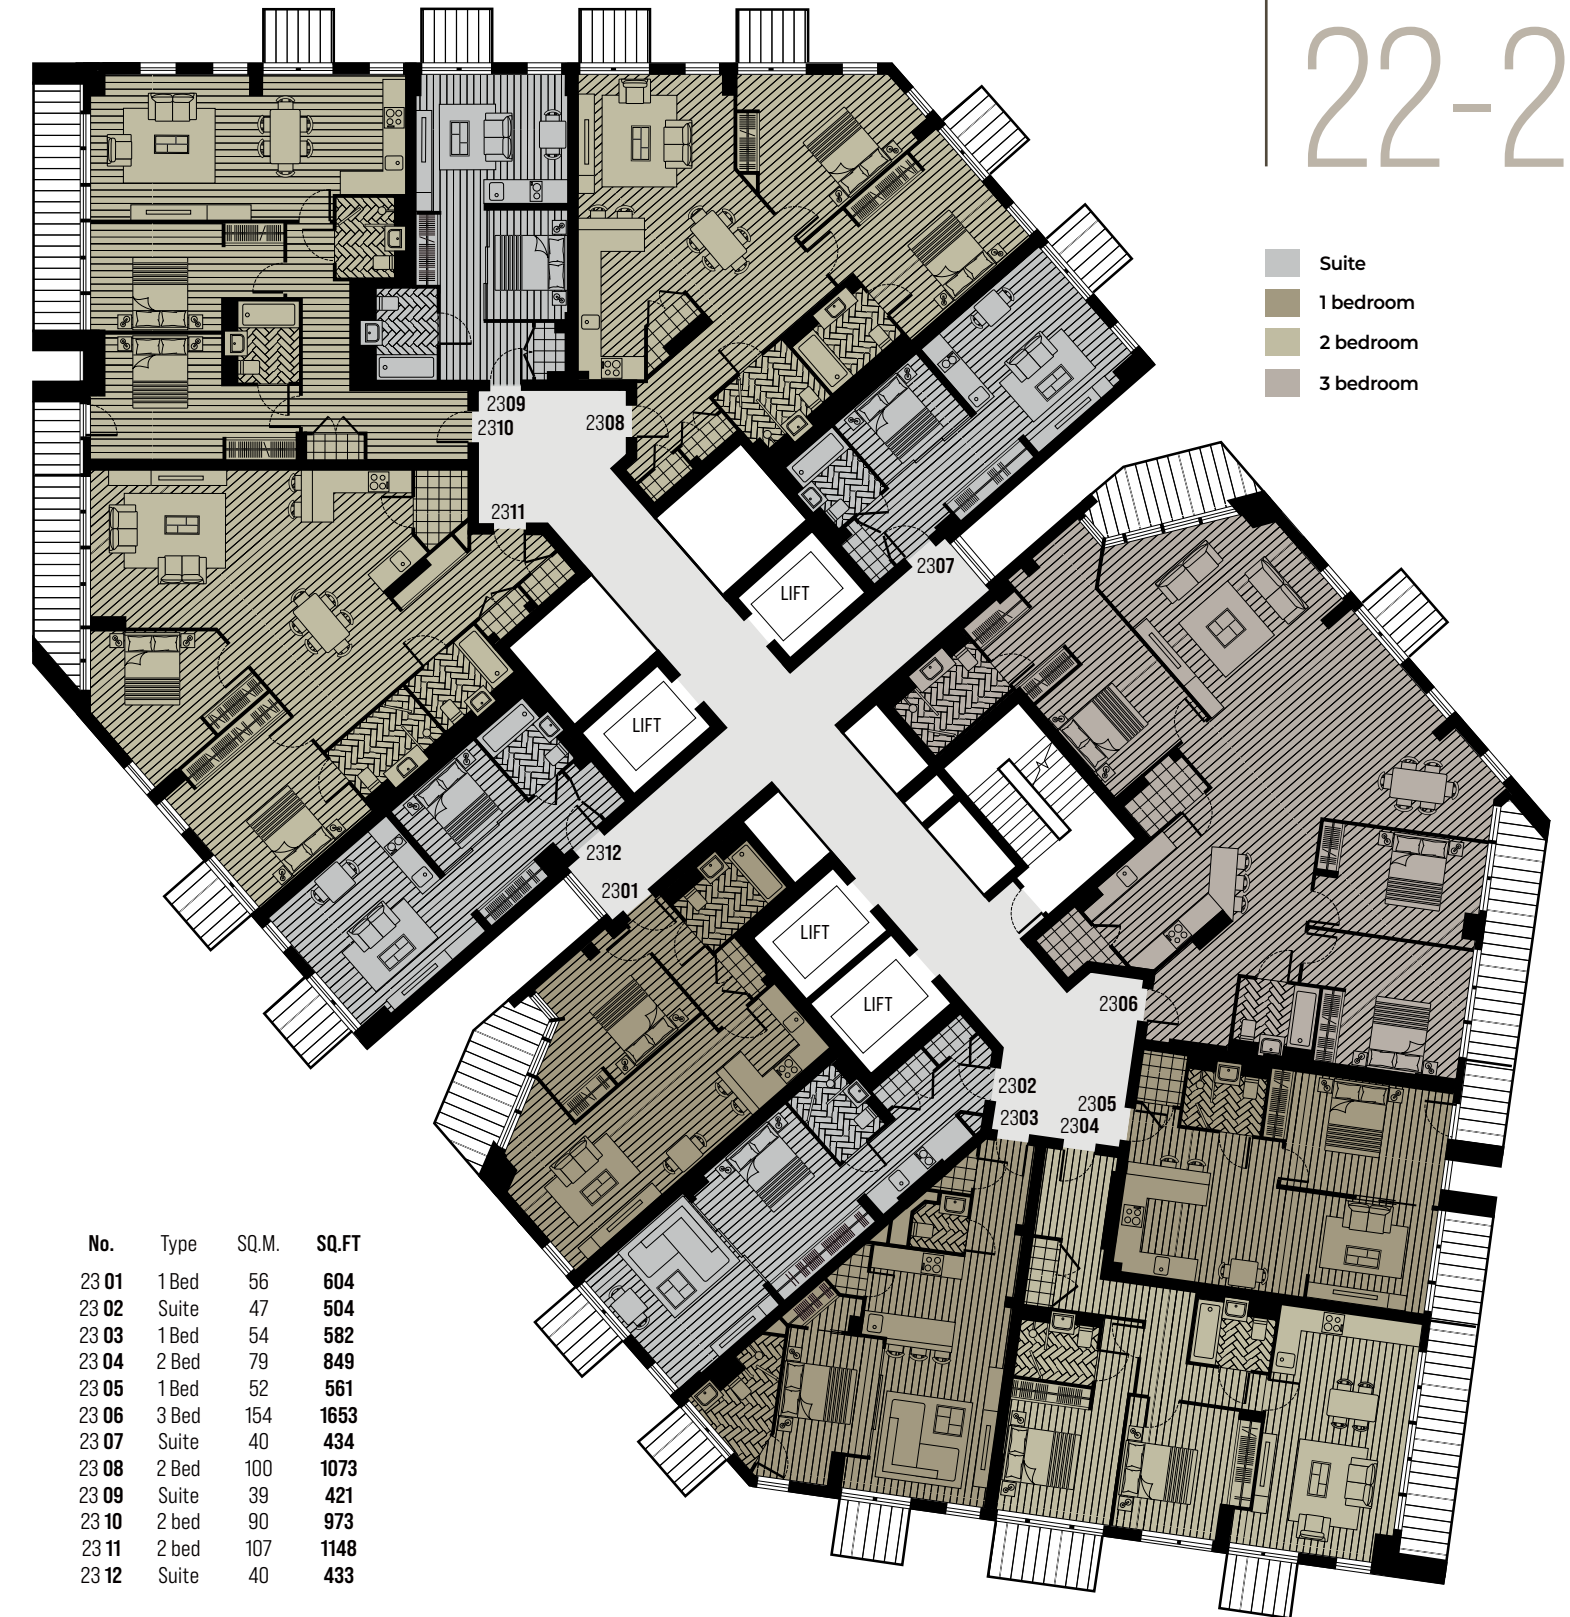 22-2
Suite
1 bedroom
2 bedroom
3 bedroom
2309
2310
2308
2311
2307
LIFT
LIFT
2312
2301
LIFT
LIFT
2306
2302
2305
2303
2304
No. Type SQ.M. SQ.FT
23 01 1 Bed 56 604
23 02 Suite 47 504
23 03 1 Bed 54 582
23 04 2 Bed 79 849
23 05 1 Bed 52 561
23 06 3 Bed 154 1653
23 07 Suite 40 434
23 08 2 Bed 100 1073
23 09 Suite 39 421
23 10 2 bed 90 973
23 11 2 bed 107 1148
23 12 Suite 40 433